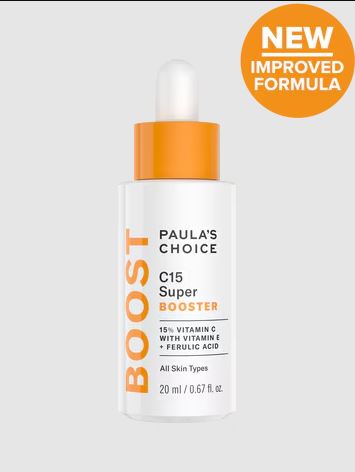 NEW
IMPROVED
FORMULA
BOOST
PAULA'S
CHOICE
C15
Super
BOOSTER
15% VITAMIN C
WITH VITAMIN E
+ FERULIC ACID
All Skin Types
20 ml / 0.67 fl. oz.